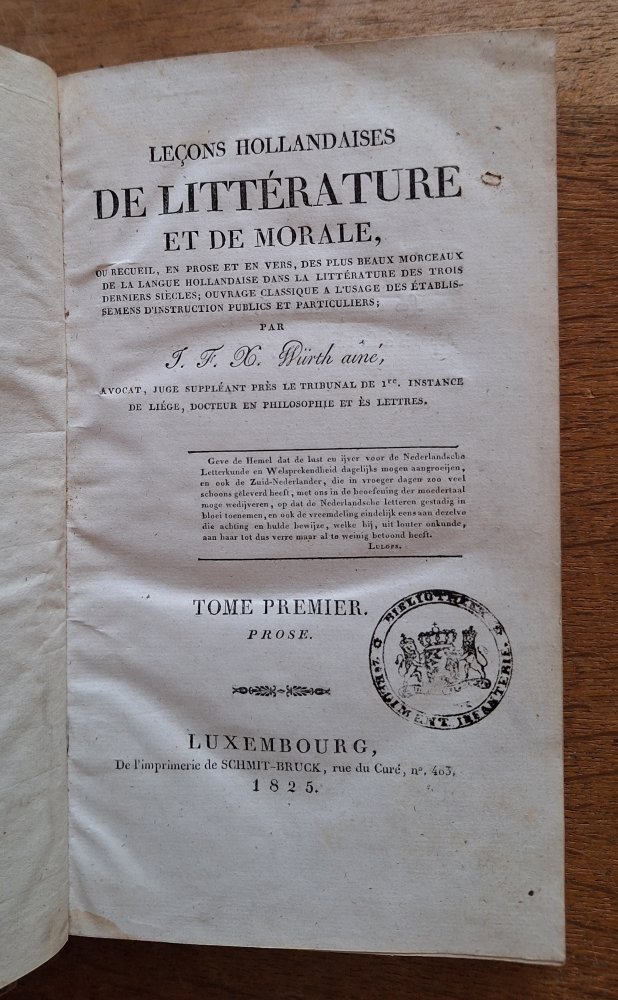 LEÇONS HOLLANDAISES
DE LITTÉRATURE
ET DE MORALE,
OU RECUEIL, EN PROSE ET EN VERS, DES PLUS BEAUX MORCEAUX
DE LA LANGUE HOLLANDAISE DANS LA LITTÉRATURE DES TROIS
DERNIERS SIÈCLES; OUVRAGE CLASSIQUE A L'USAGE DES ÉTABLIS-
SEMENS D'INSTRUCTION PUBLICS ET PARTICULIERS;
PAR
J. F. X. Würth aîné,
AVOCAT, JUGE SUPPLÉANT PRÈS LE TRIBUNAL DE 1re. INSTANCE
DE LIÉGE, DOCTEUR EN PHILOSOPHIE ET ÈS LETTRES.
Geve de Hemel dat de lust en ijver voor de Nederlandsche
Letterkunde en Welsprekendheid dagelijks mogen aangroeijen,
en ook de Zuid-Nederlander, die in vroeger dagen zoo veel
schoons geleverd heeft, met ons in de beoefening der moedertaal
moge wedijveren, op dat de Nederlandsche letteren gestadig in
bloei toenemen, en ook de vreemdeling eindelijk eens aan dezelve
die achting en hulde bewijze, welke hij, uit louter onkunde,
aan haar tot dus verre maar al te weinig betoond heeft.
LULOFS.
TOME PREMIER.
PROSE.
BIBLIOTHEEK
2e REGIMENT INFANTERIE
LUXEMBOURG,
De l'imprimerie de SCHMIT-BRUCK, rue du Curé, nº. 403.
1825.